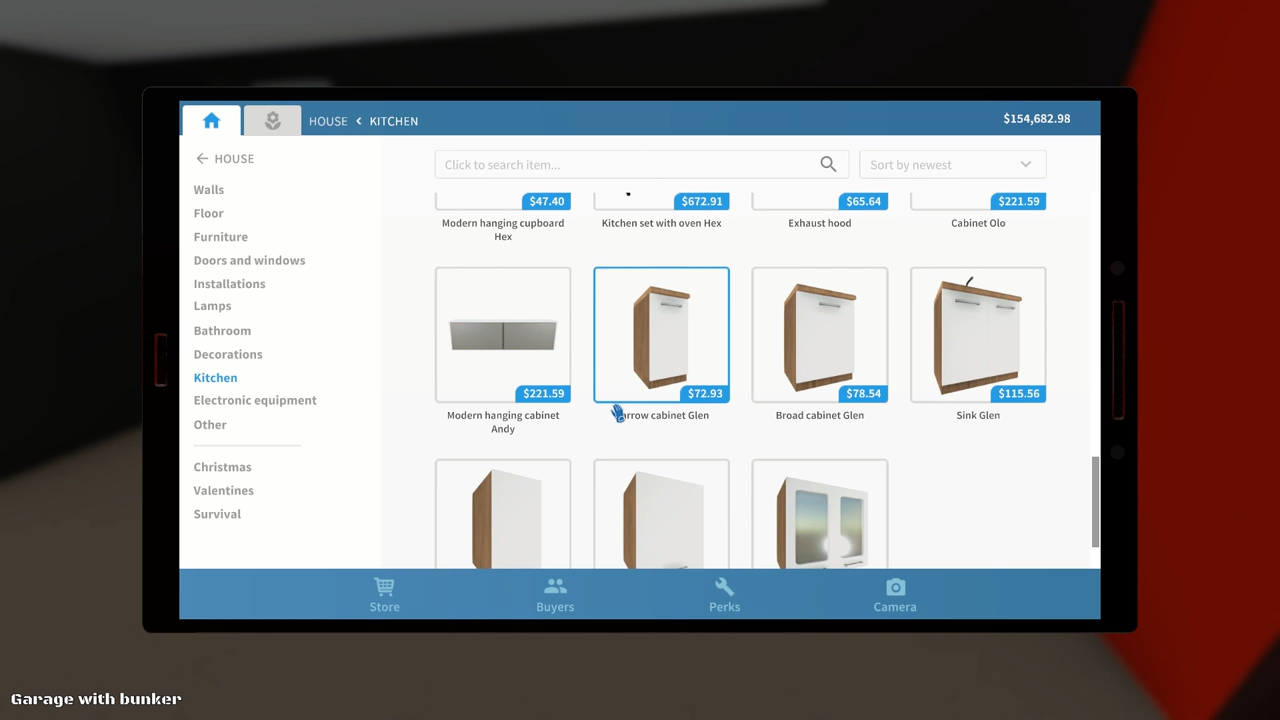 HOUSE < KITCHEN
$154,682.98
← HOUSE
Walls
Floor
Furniture
Doors and windows
Installations
Lamps
Bathroom
Decorations
Kitchen
Electronic equipment
Other
Christmas
Valentines
Survival
Click to search item...
Sort by newest
$47.40
$672.91
$65.64
$221.59
Modern hanging cupboard
Hex
Kitchen set with oven Hex
Exhaust hood
Cabinet Olo
$221.59
$72.93
$78.54
$115.56
Modern hanging cabinet
Andy
cabinet Glen
Broad cabinet Glen
Sink Glen
Store
Buyers
Perks
Camera
Garage with bunker